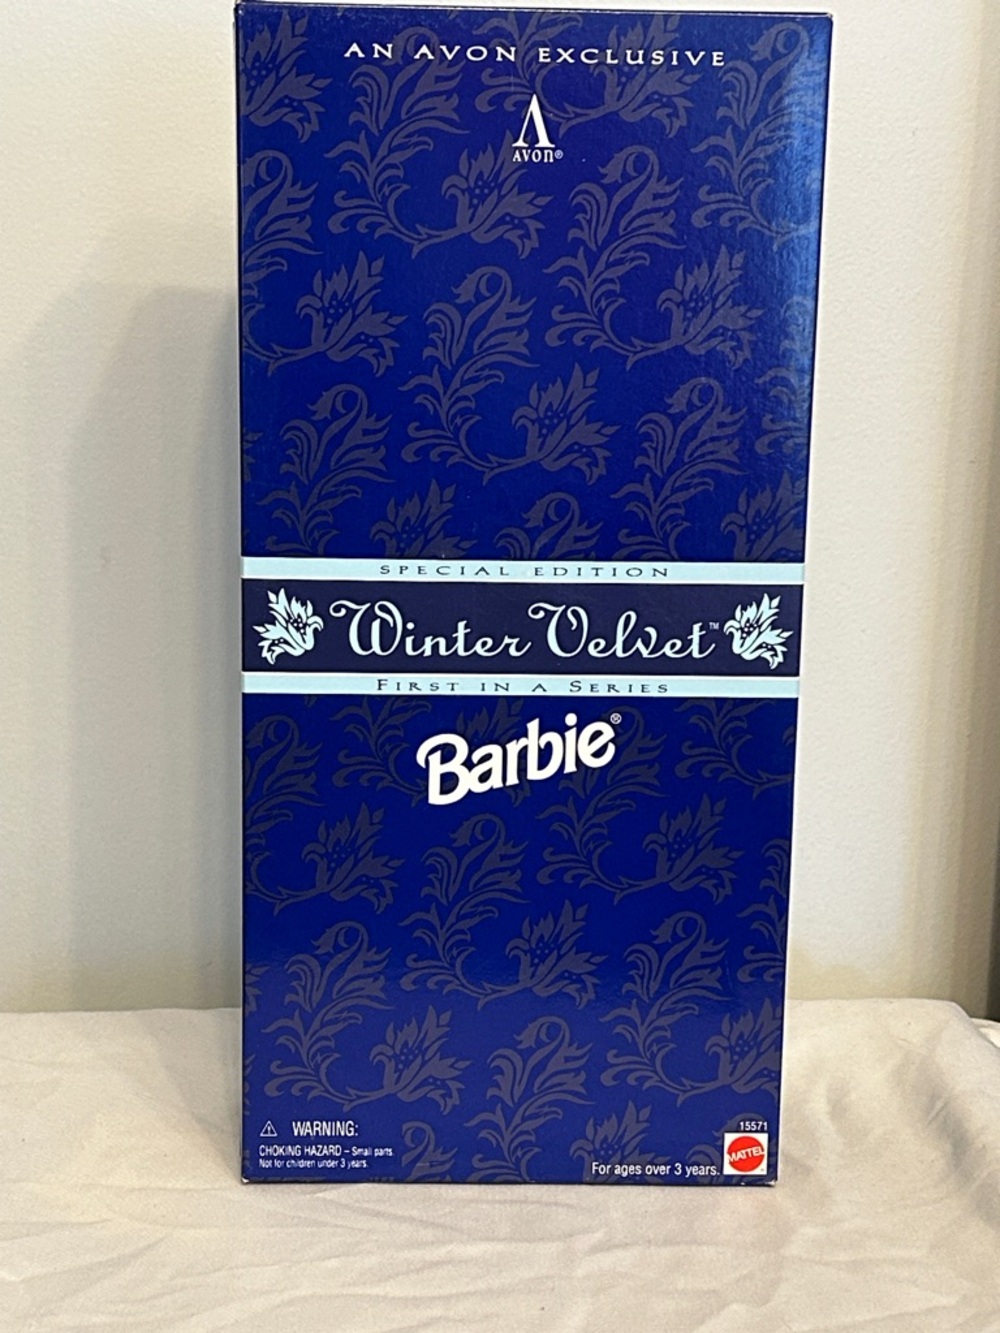 AN AVON EXCLUSIVE
AVON®
SPECIAL EDITION
Winter Velvet™
FIRST IN A SERIES
Barbie®
⚠ WARNING:
CHOKING HAZARD – Small parts.
Not for children under 3 years.
15571
MATTEL
For ages over 3 years.